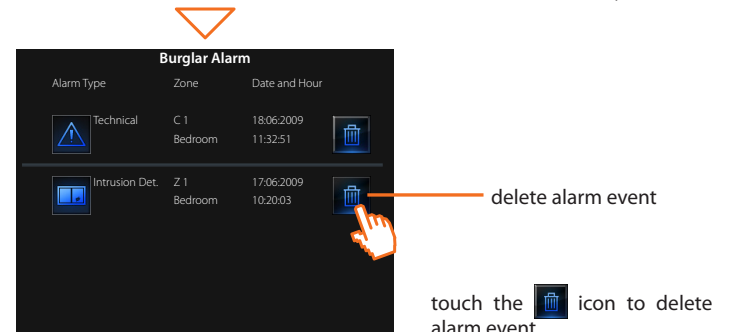 Burglar Alarm
Alarm Type Zone Date and Hour
Technical C 1 18:06:2009
Bedroom 11:32:51
Intrusion Det. Z 1 17:06:2009
Bedroom 10:20:03
delete alarm event
touch the icon to delete
alarm event